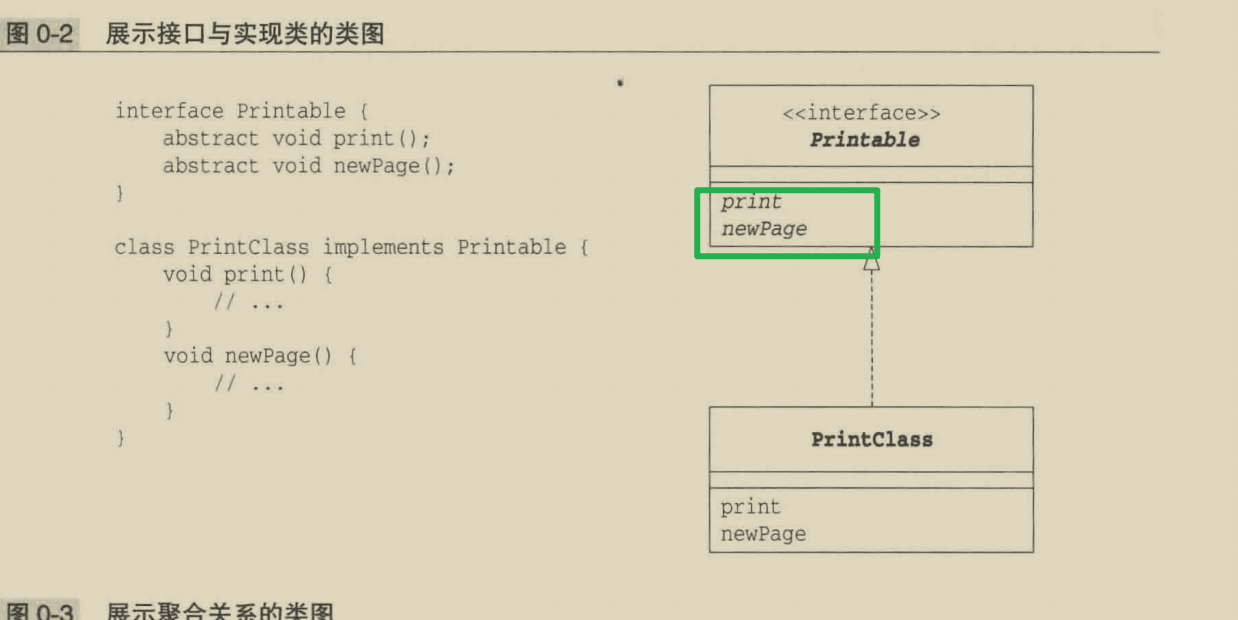 图 0-2 展示接口与实现类的类图
interface Printable {
    abstract void print();
    abstract void newPage();
}
class PrintClass implements Printable {
    void print() {
        // ...
    }
    void newPage() {
        // ...
    }
}
<<interface>>
Printable
print
newPage
PrintClass
print
newPage
图 0-3 展示聚合关系的类图